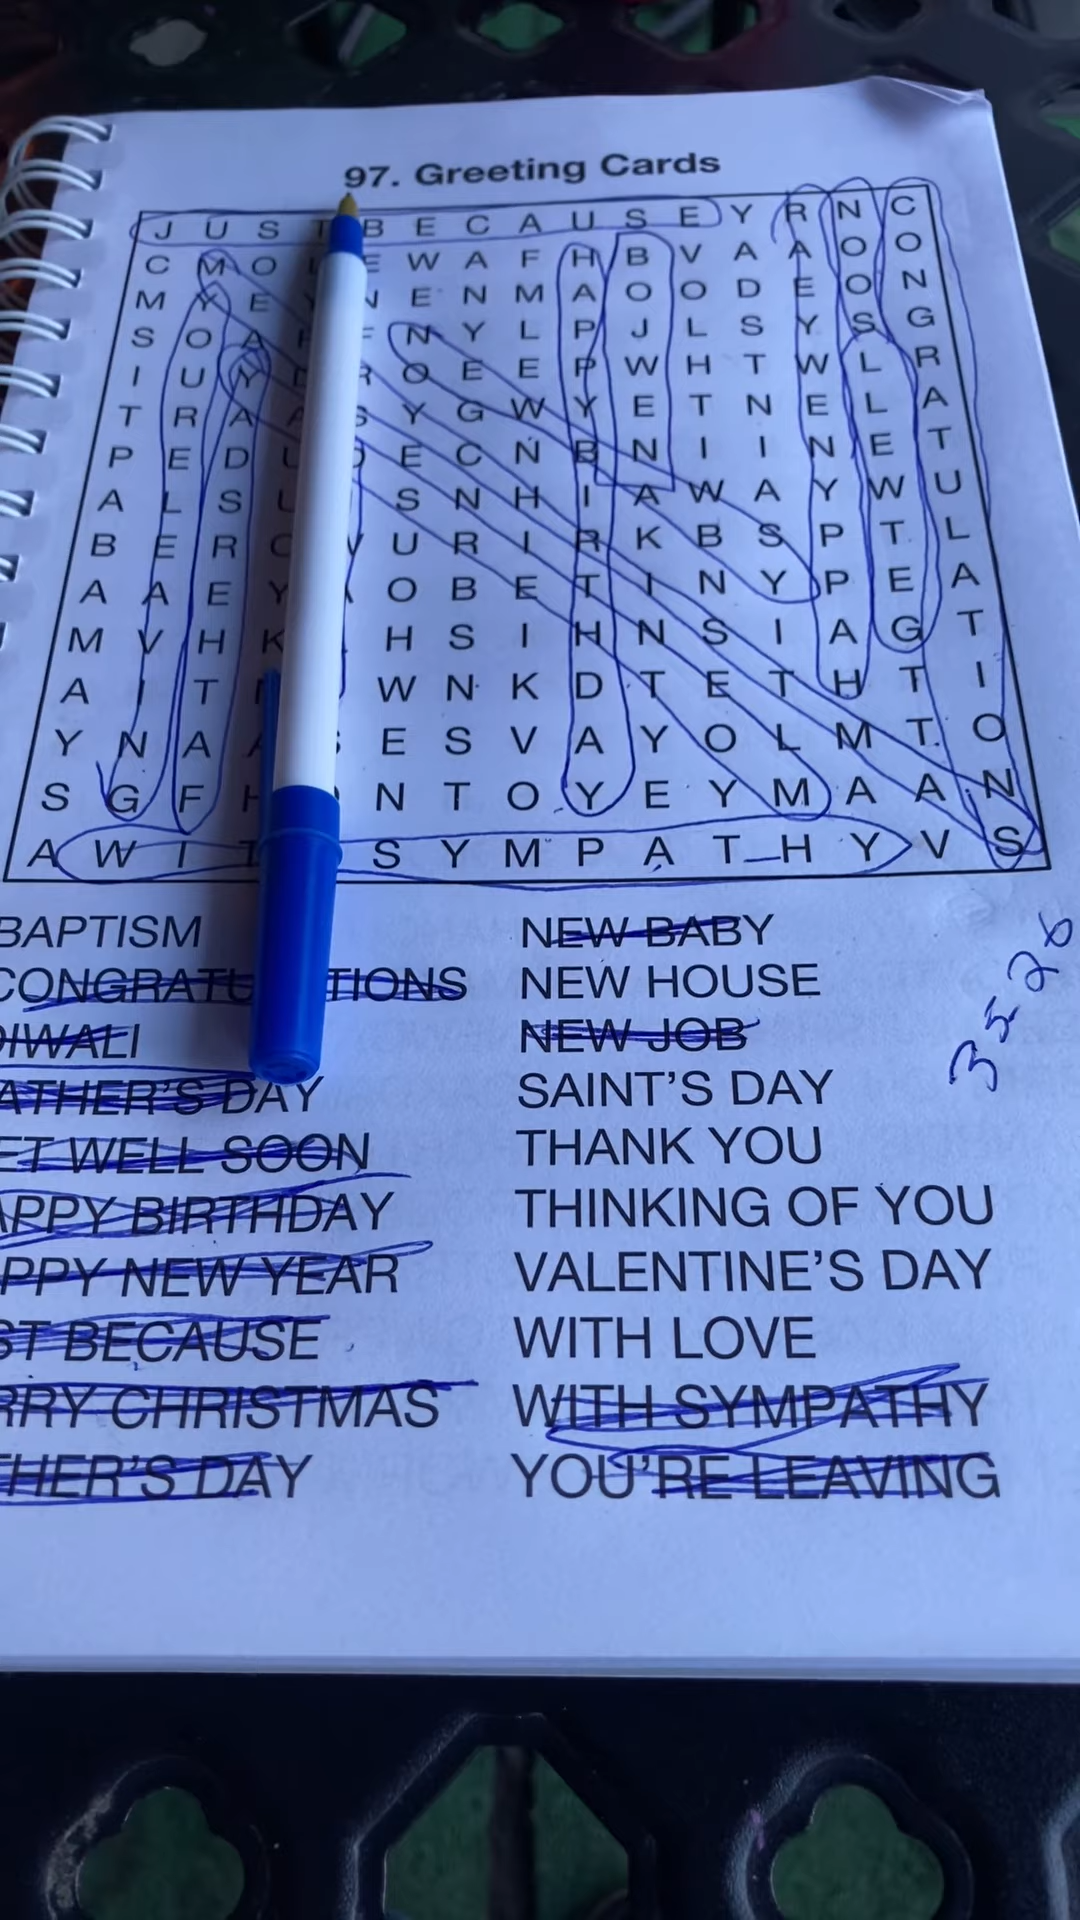 97. Greeting Cards
J U S T B E C A U S E Y R N C
C M O E W A F H B V A A O O
M Y E N E N M A O O D E O N
S O A N Y L P J L S Y S G
I U Y R O E E P W H T W L R
T R A S Y G W Y E T N E L A
P E D E C N B N I I N E T
A L S S N H I A W A Y W U
B E R U R I R K B S P T L
A A E Y O B E T I N Y P E A
M V H K H S I H N S I A G T
A I T W N K D T E T H T I
Y N A S E S V A Y O L M T O
S G F H N T O Y E Y M A A N
A W I T S Y M P A T H Y V S
BAPTISM
CONGRATU TIONS
DIWALI
ATHER'S DAY
ET WELL SOON
APPY BIRTHDAY
PPY NEW YEAR
ST BECAUSE
RRY CHRISTMAS
THER'S DAY
NEW BABY
NEW HOUSE
NEW JOB
SAINT'S DAY
THANK YOU
THINKING OF YOU
VALENTINE'S DAY
WITH LOVE
WITH SYMPATHY
YOU'RE LEAVING